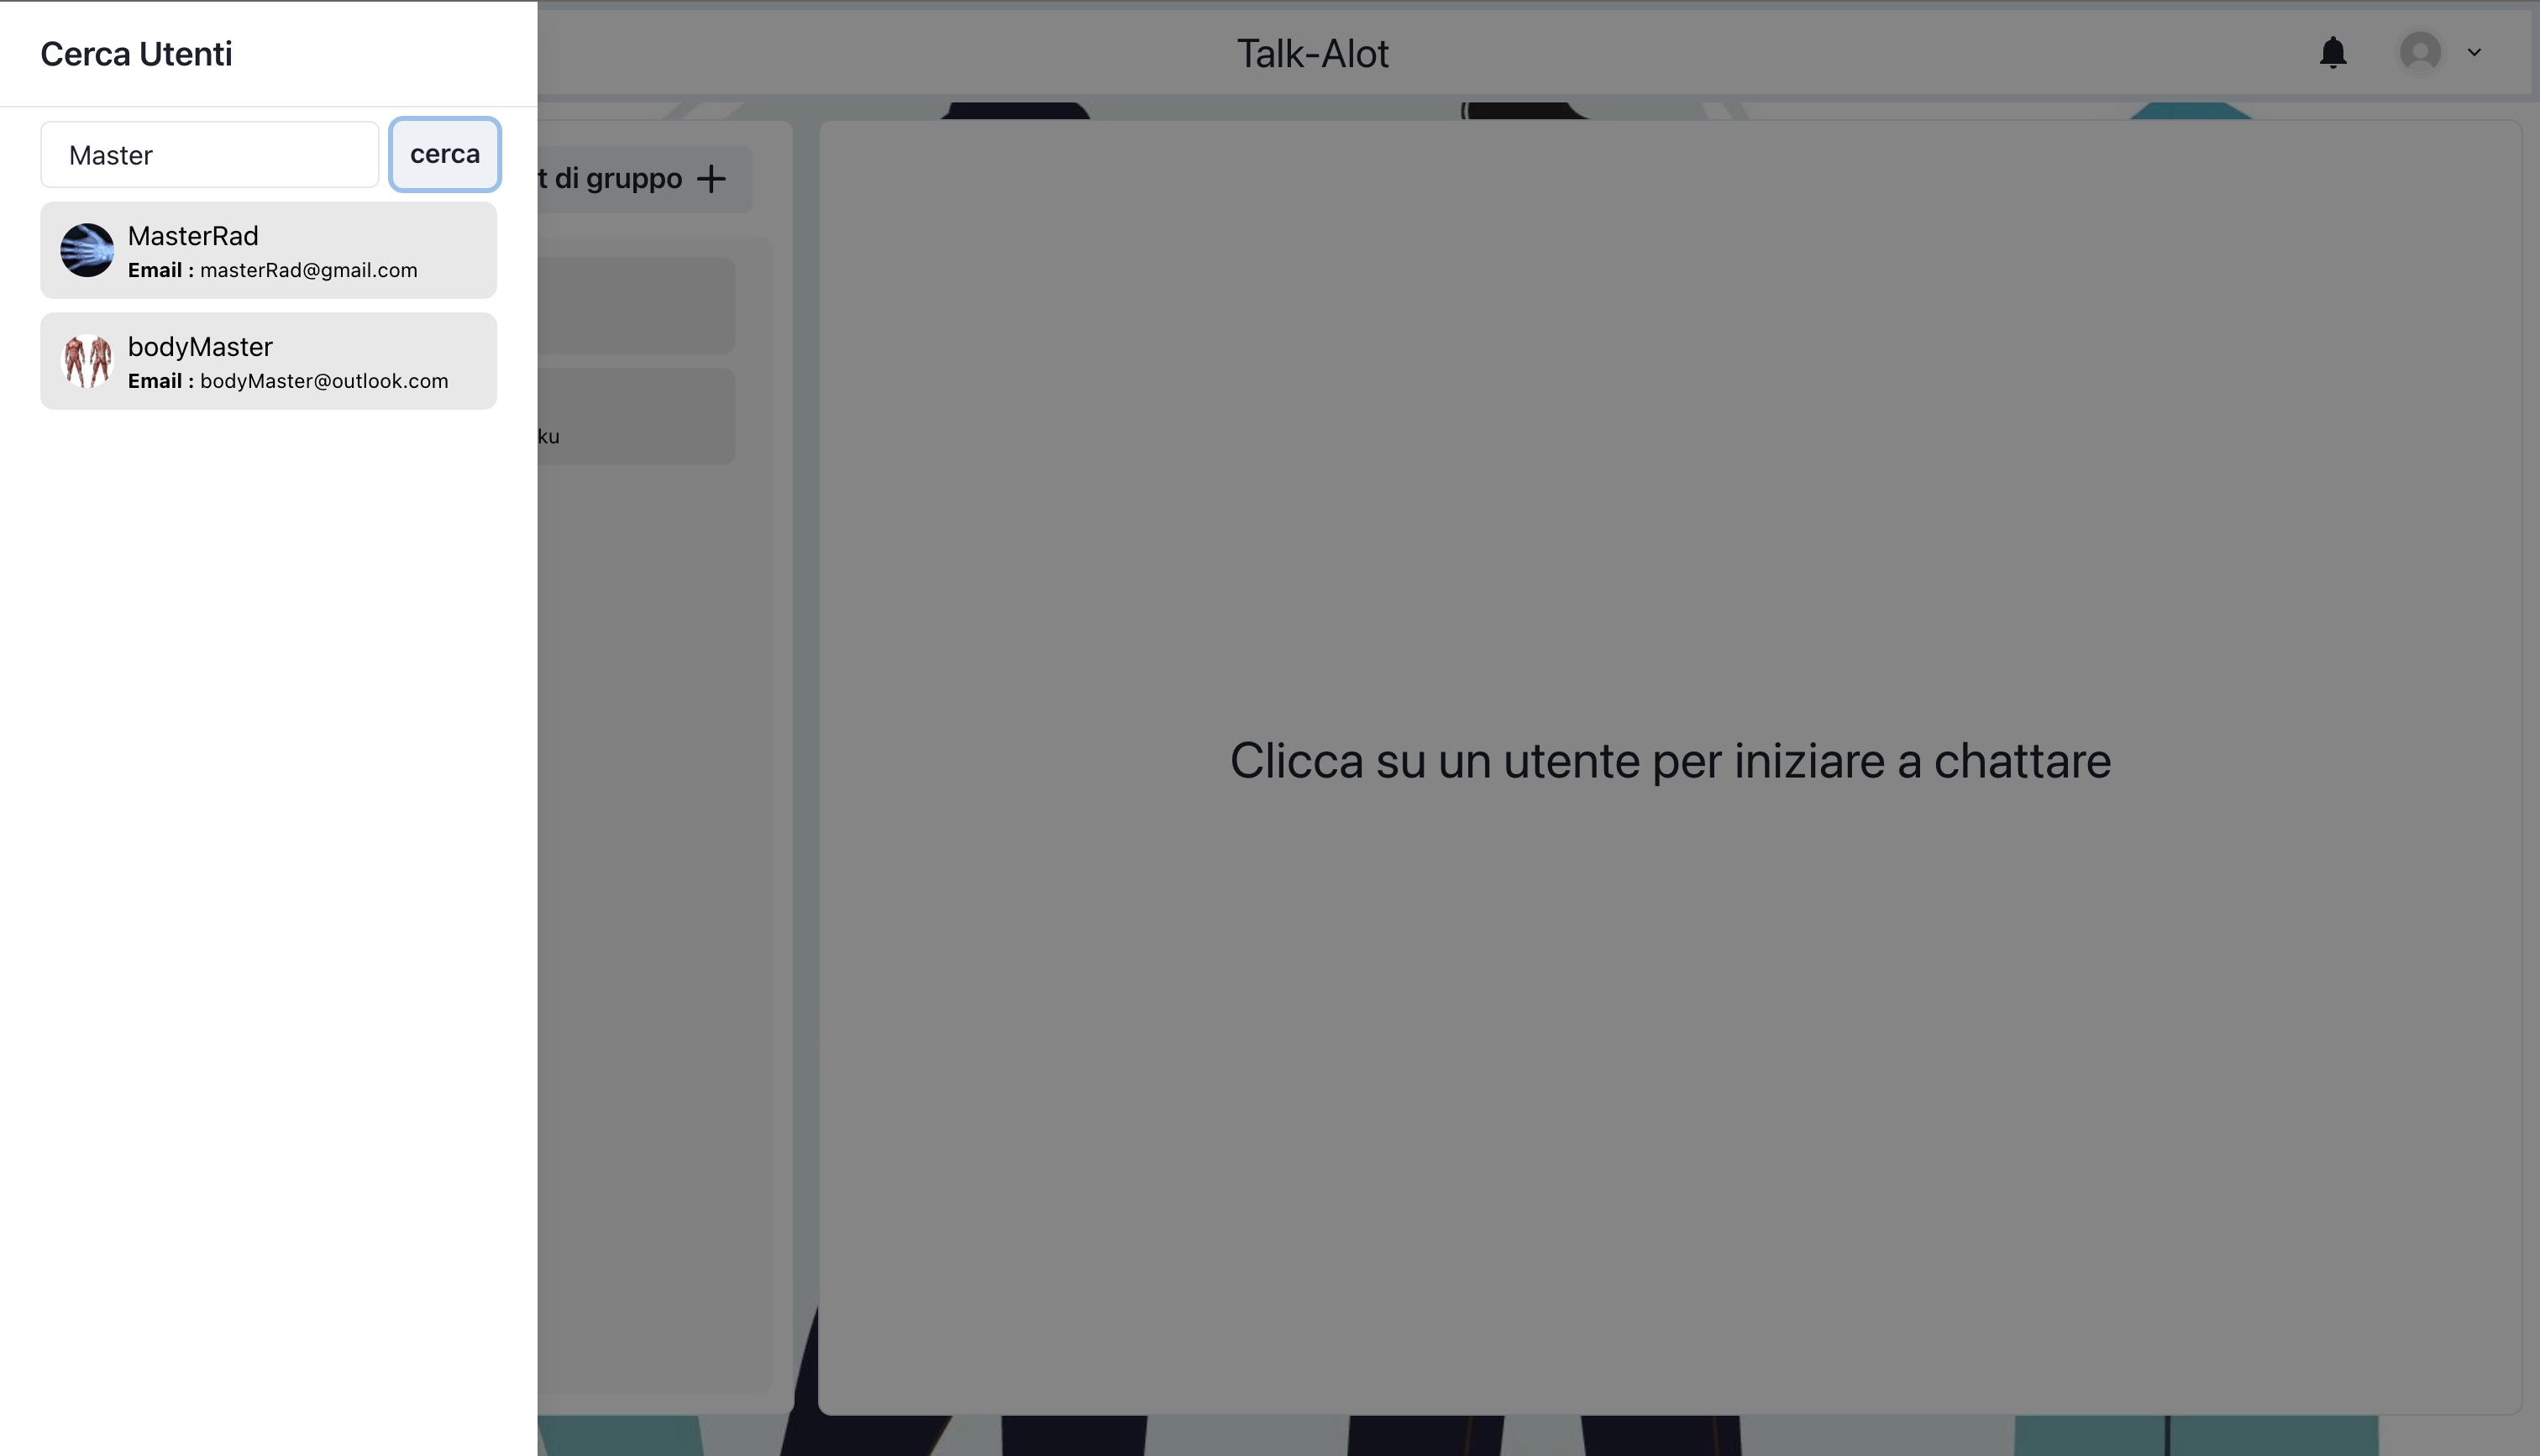 Cerca Utenti
Talk-Alot
Master
cerca
t di gruppo
MasterRad
Email : masterRad@gmail.com
bodyMaster
Email : bodyMaster@outlook.com
ku
Clicca su un utente per iniziare a chattare